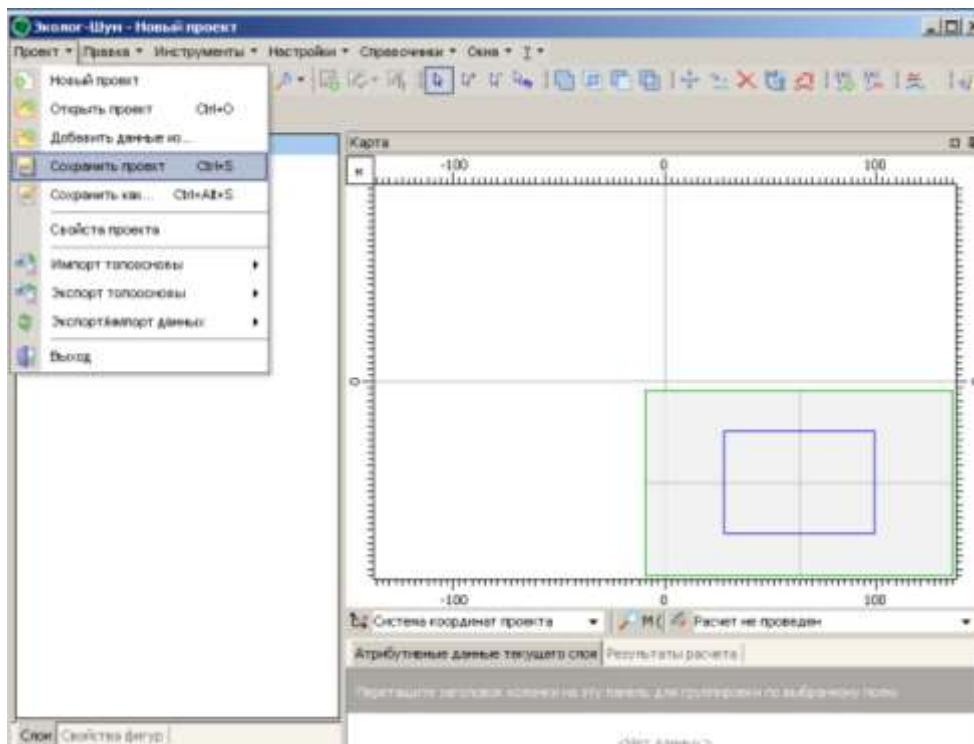 Эколог-Шум - Новый проект
Проект Правка Инструменты Настройки Справочники Окна ?
Новый проект
Открыть проект Ctrl+O
Добавить данные из...
Сохранить проект Ctrl+S
Сохранить как... Ctrl+Alt+S
Свойства проекта
Импорт топоосновы
Экспорт топоосновы
Экспорт/импорт данных
Выход
Карта
м
-100 0 100
0
-100 0 100
Система координат проекта М( Расчет не проведен
Атрибутивные данные текущего слоя Результаты расчета
Перетащите заголовок колонки на эту панель для группировки по выбранному полю
<Нет данных>
Слои Свойства фигур